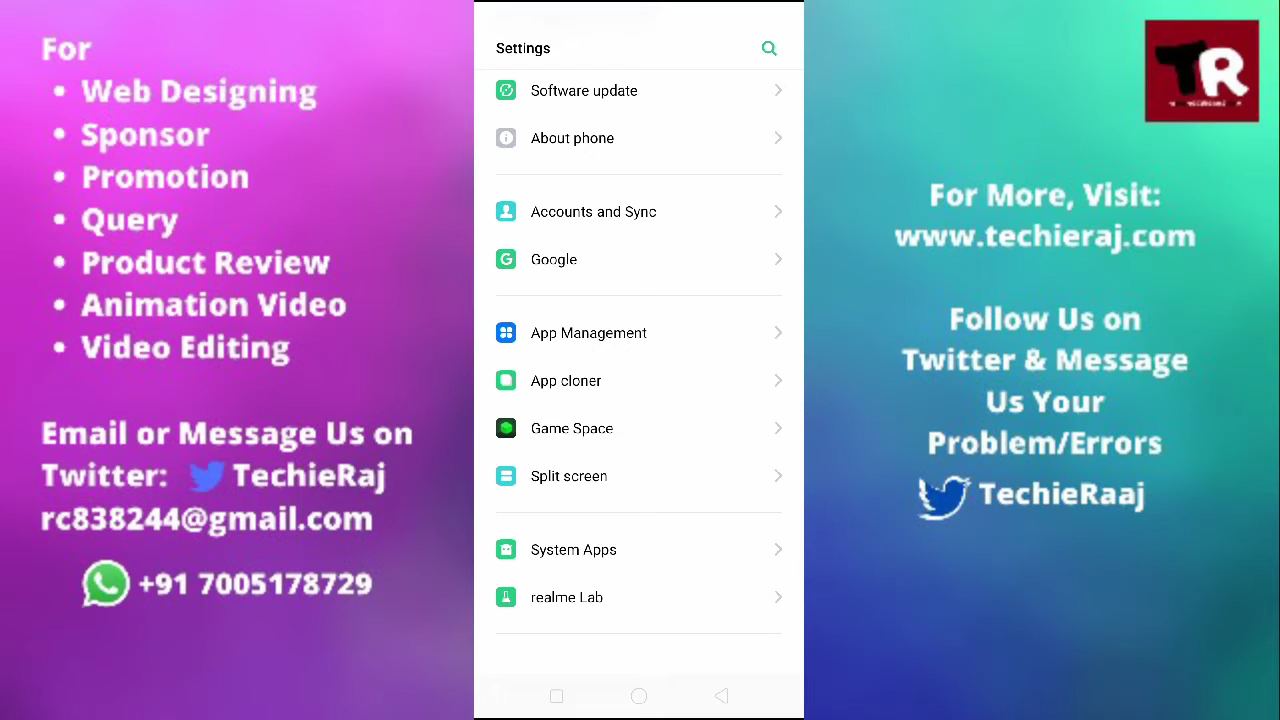 For
• Web Designing
• Sponsor
• Promotion
• Query
• Product Review
• Animation Video
• Video Editing
Email or Message Us on
Twitter: TechieRaj
rc838244@gmail.com
+91 7005178729
Settings
Software update
About phone
Accounts and Sync
Google
App Management
App cloner
Game Space
Split screen
System Apps
realme Lab
TR
For More, Visit:
www.techieraj.com
Follow Us on
Twitter & Message
Us Your
Problem/Errors
TechieRaaj